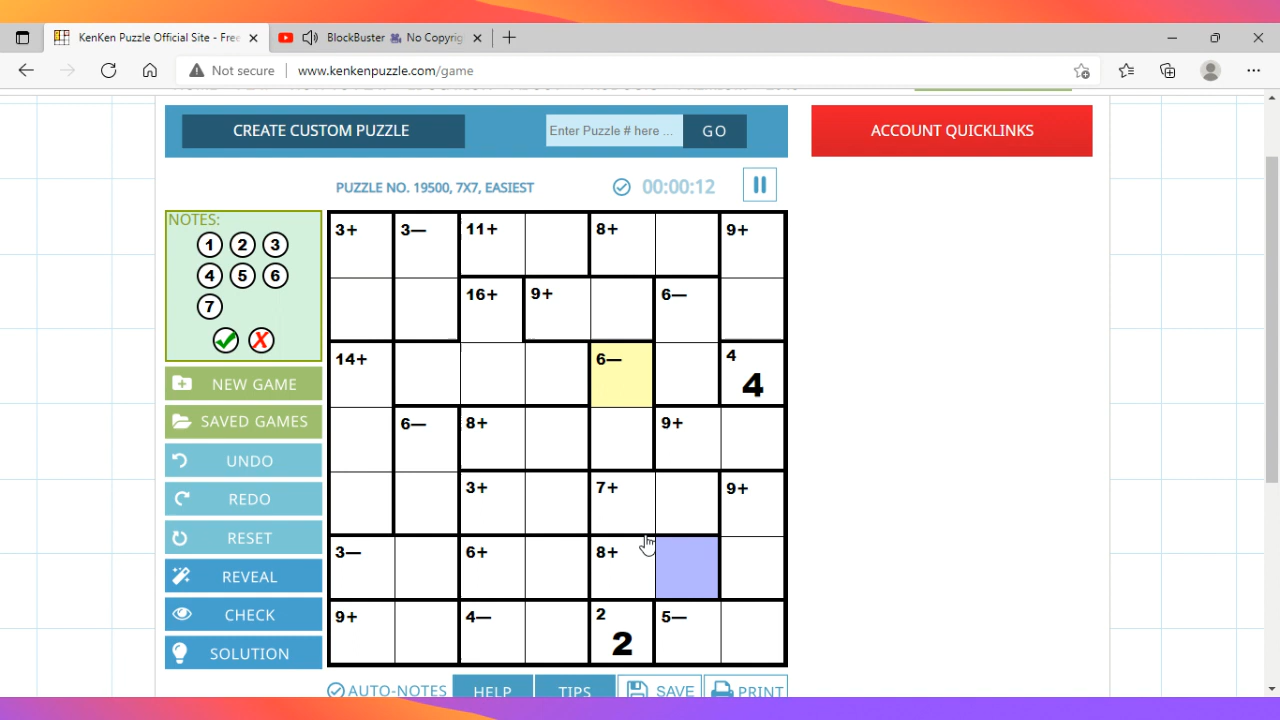 KenKen Puzzle Official Site - Free
BlockBuster 🎥 No Copyrig
Not secure
www.kenkenpuzzle.com/game
CREATE CUSTOM PUZZLE
Enter Puzzle # here ...
GO
ACCOUNT QUICKLINKS
PUZZLE NO. 19500, 7X7, EASIEST
00:00:12
NOTES:
1 2 3
4 5 6
7
NEW GAME
SAVED GAMES
UNDO
REDO
RESET
REVEAL
CHECK
SOLUTION
3+ 3— 11+ 8+ 9+
16+ 9+ 6—
14+ 6— 4
4
6— 8+ 9+
3+ 7+ 9+
3— 6+ 8+
9+ 4— 2 5—
2
AUTO-NOTES
HELP
TIPS
SAVE
PRINT